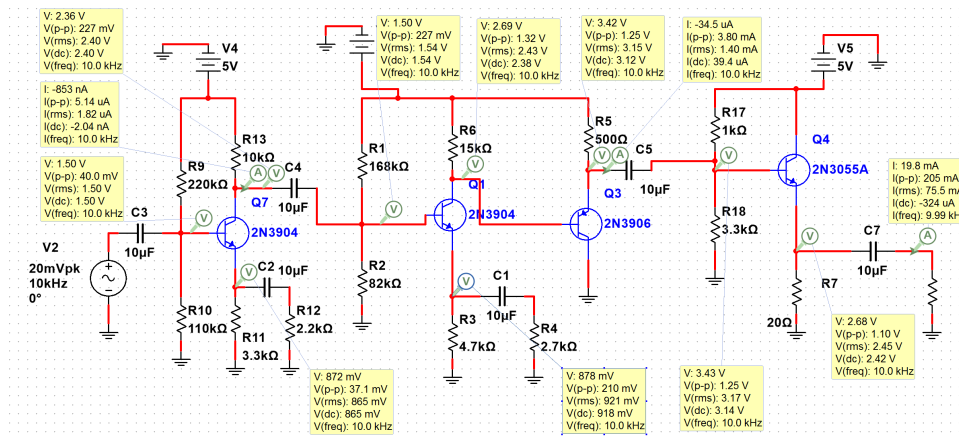 V: 2.36 V
V(p-p): 227 mV
V(rms): 2.40 V
V(dc): 2.40 V
V(freq): 10.0 kHz
I: -853 nA
I(p-p): 5.14 uA
I(rms): 1.82 uA
I(dc): -2.04 nA
I(freq): 10.0 kHz
V: 1.50 V
V(p-p): 40.0 mV
V(rms): 1.50 V
V(dc): 1.50 V
V(freq): 10.0 kHz
V: 1.50 V
V(p-p): 227 mV
V(rms): 1.54 V
V(dc): 1.54 V
V(freq): 10.0 kHz
V: 2.69 V
V(p-p): 1.32 V
V(rms): 2.43 V
V(dc): 2.38 V
V(freq): 10.0 kHz
V: 3.42 V
V(p-p): 1.25 V
V(rms): 3.15 V
V(dc): 3.12 V
V(freq): 10.0 kHz
I: -34.5 uA
I(p-p): 3.80 mA
I(rms): 1.40 mA
I(dc): 39.4 uA
I(freq): 10.0 kHz
V4
5V
V5
5V
R9
220kΩ
R13
10kΩ
A
V
C4
10µF
Q7
2N3904
V
C3
10µF
V2
20mVpk
10kHz
0°
R10
110kΩ
V
C2
10µF
R11
3.3kΩ
R12
2.2kΩ
R1
168kΩ
V
R2
82kΩ
R6
15kΩ
V
Q1
2N3904
V
C1
10µF
R3
4.7kΩ
R4
2.7kΩ
R5
500Ω
V
A
C5
10µF
Q3
2N3906
R17
1kΩ
V
R18
3.3kΩ
Q4
2N3055A
V
C7
10µF
A
R7
20Ω
I: 19.8 mA
I(p-p): 205 mA
I(rms): 75.5 m
I(dc): -324 uA
I(freq): 9.99 kH
V: 872 mV
V(p-p): 37.1 mV
V(rms): 865 mV
V(dc): 865 mV
V(freq): 10.0 kHz
V: 878 mV
V(p-p): 210 mV
V(rms): 921 mV
V(dc): 918 mV
V(freq): 10.0 kHz
V: 3.43 V
V(p-p): 1.25 V
V(rms): 3.17 V
V(dc): 3.14 V
V(freq): 10.0 kHz
V: 2.68 V
V(p-p): 1.10 V
V(rms): 2.45 V
V(dc): 2.42 V
V(freq): 10.0 kHz